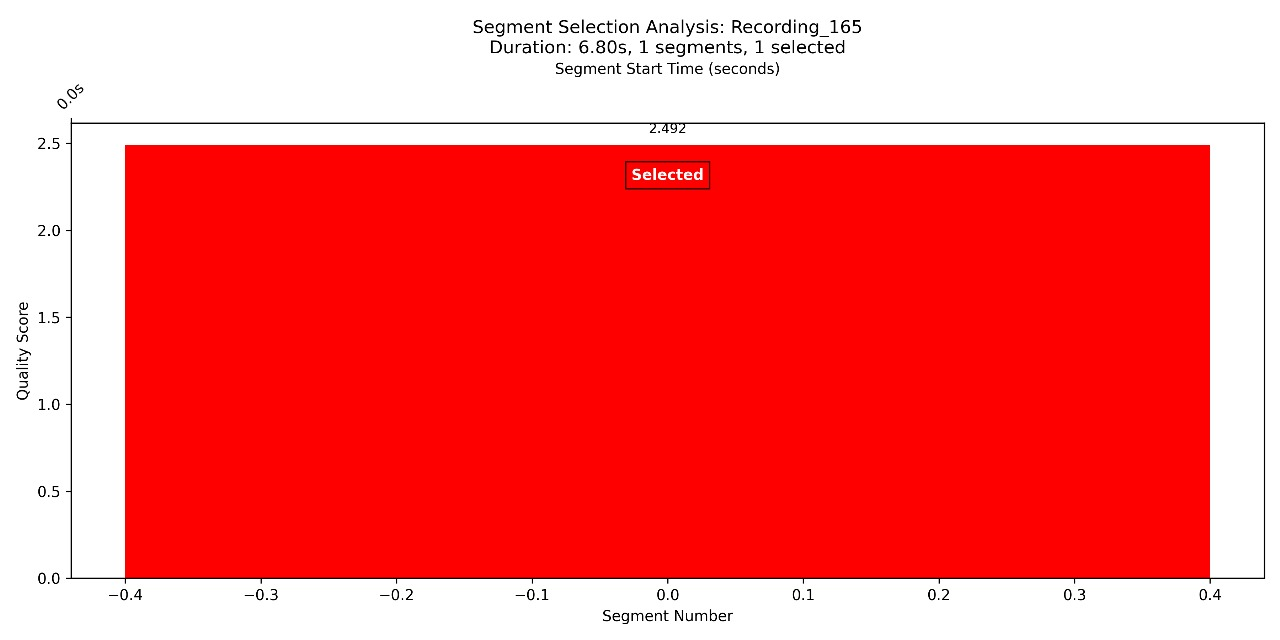 Segment Selection Analysis: Recording_165
Duration: 6.80s, 1 segments, 1 selected
Segment Start Time (seconds)
0.0s
2.492
Selected
2.5
2.0
1.5
1.0
0.5
0.0
Quality Score
−0.4 −0.3 −0.2 −0.1 0.0 0.1 0.2 0.3 0.4
Segment Number